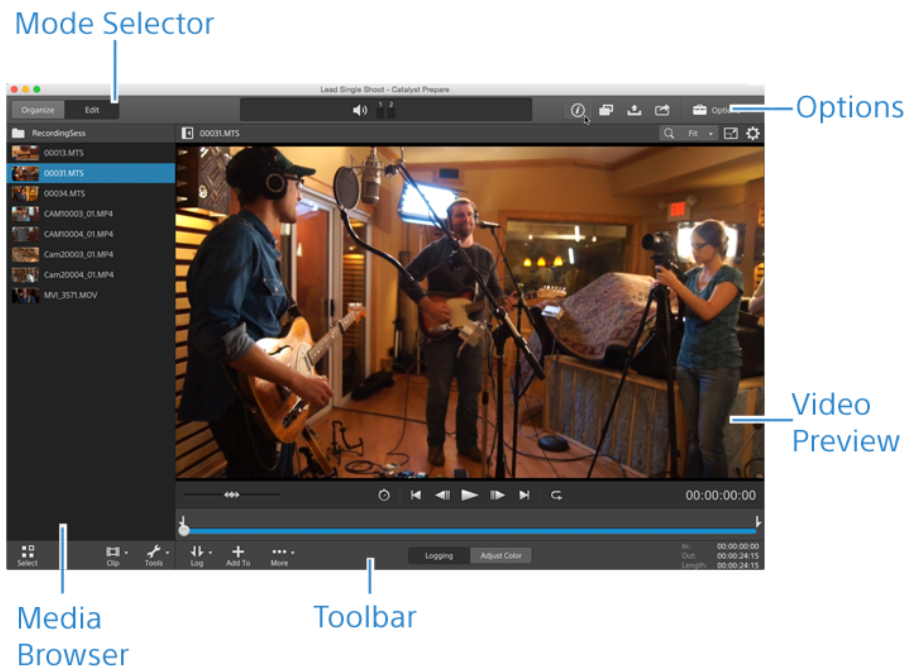 Mode Selector
Lead Single Shoot - Catalyst Prepare
Organize Edit
1 2
Options
Options
RecordingSess
00031.MTS
Fit
00013.MTS
00031.MTS
00034.MTS
CAM10003_01.MP4
CAM10004_01.MP4
Cam20003_01.MP4
Cam20004_01.MP4
MVI_3571.MOV
Video
Preview
00:00:00:00
Select
Clip
Tools
Log
Add To
More
Logging
Adjust Color
In: 00:00:00:00
Out: 00:00:24:15
Length: 00:00:24:15
Media
Browser
Toolbar